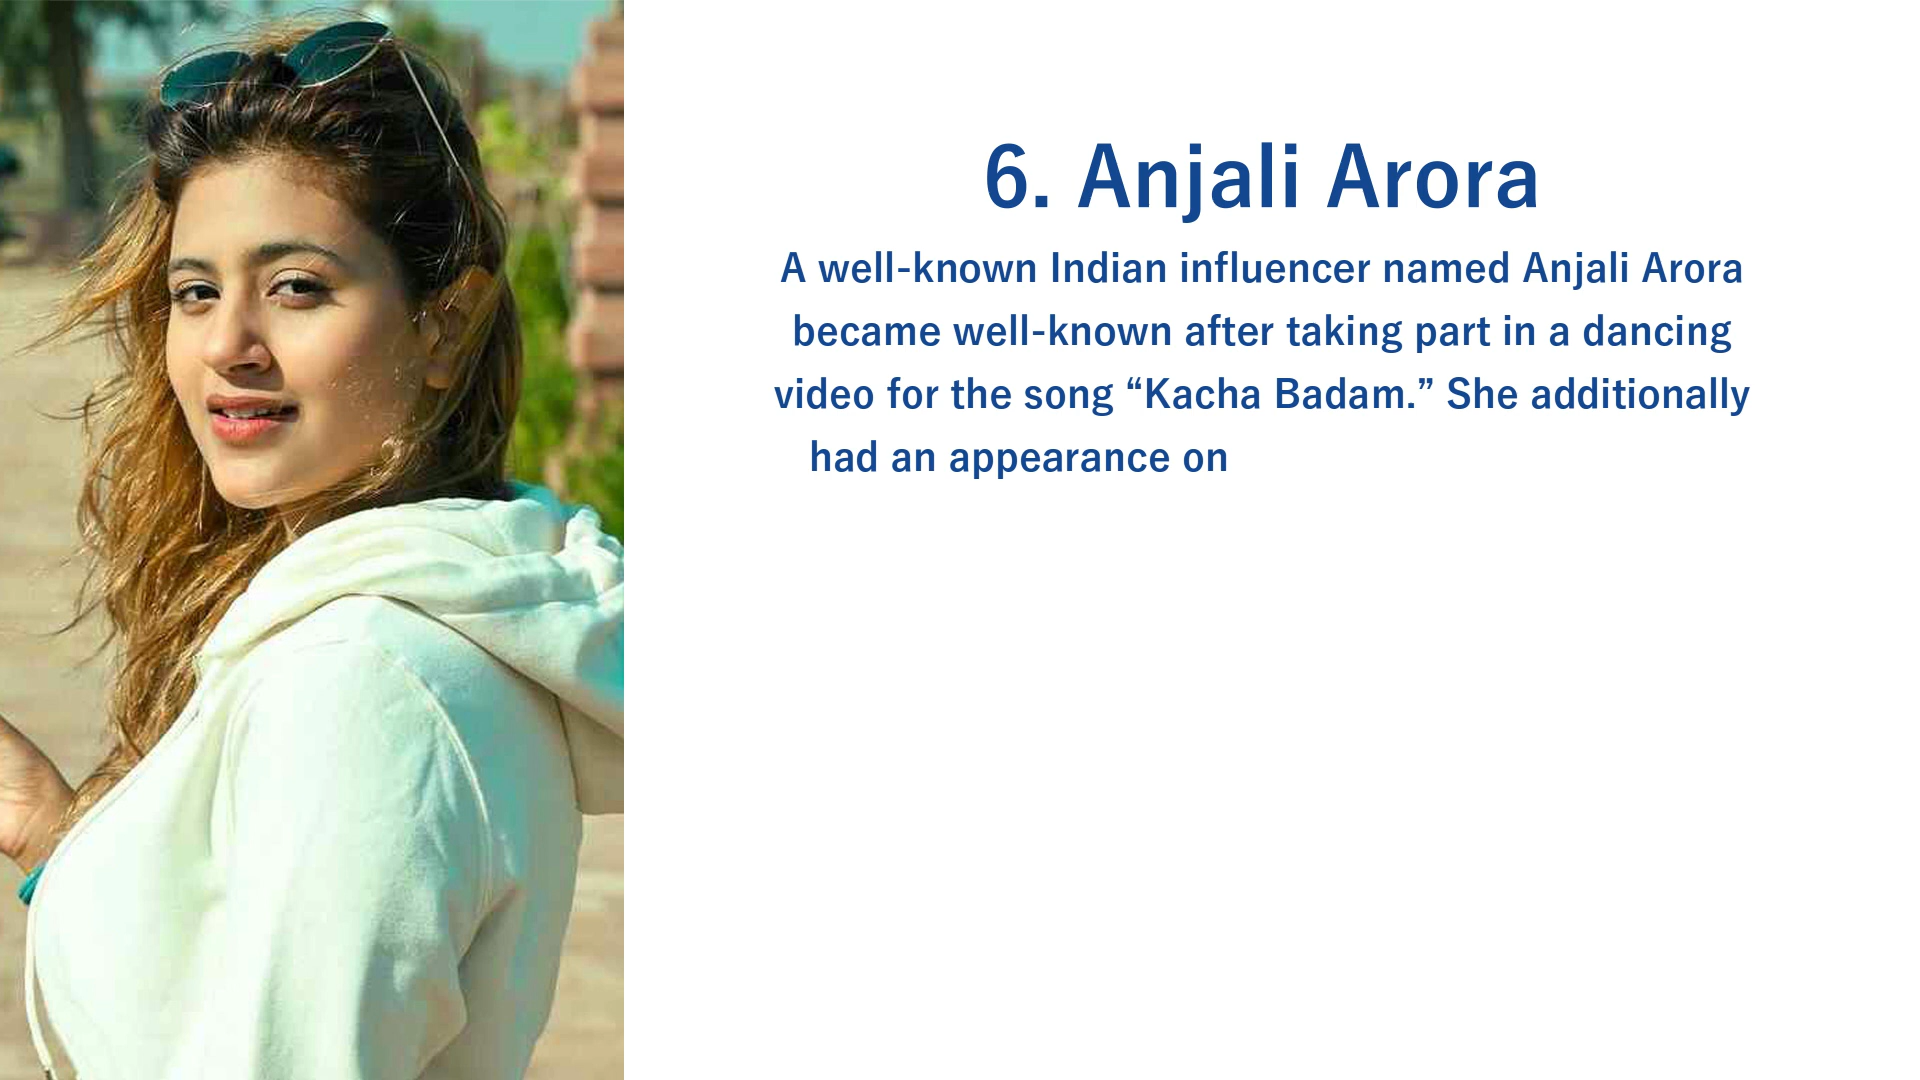 6. Anjali Arora
A well-known Indian influencer named Anjali Arora
became well-known after taking part in a dancing
video for the song “Kacha Badam.” She additionally
had an appearance on